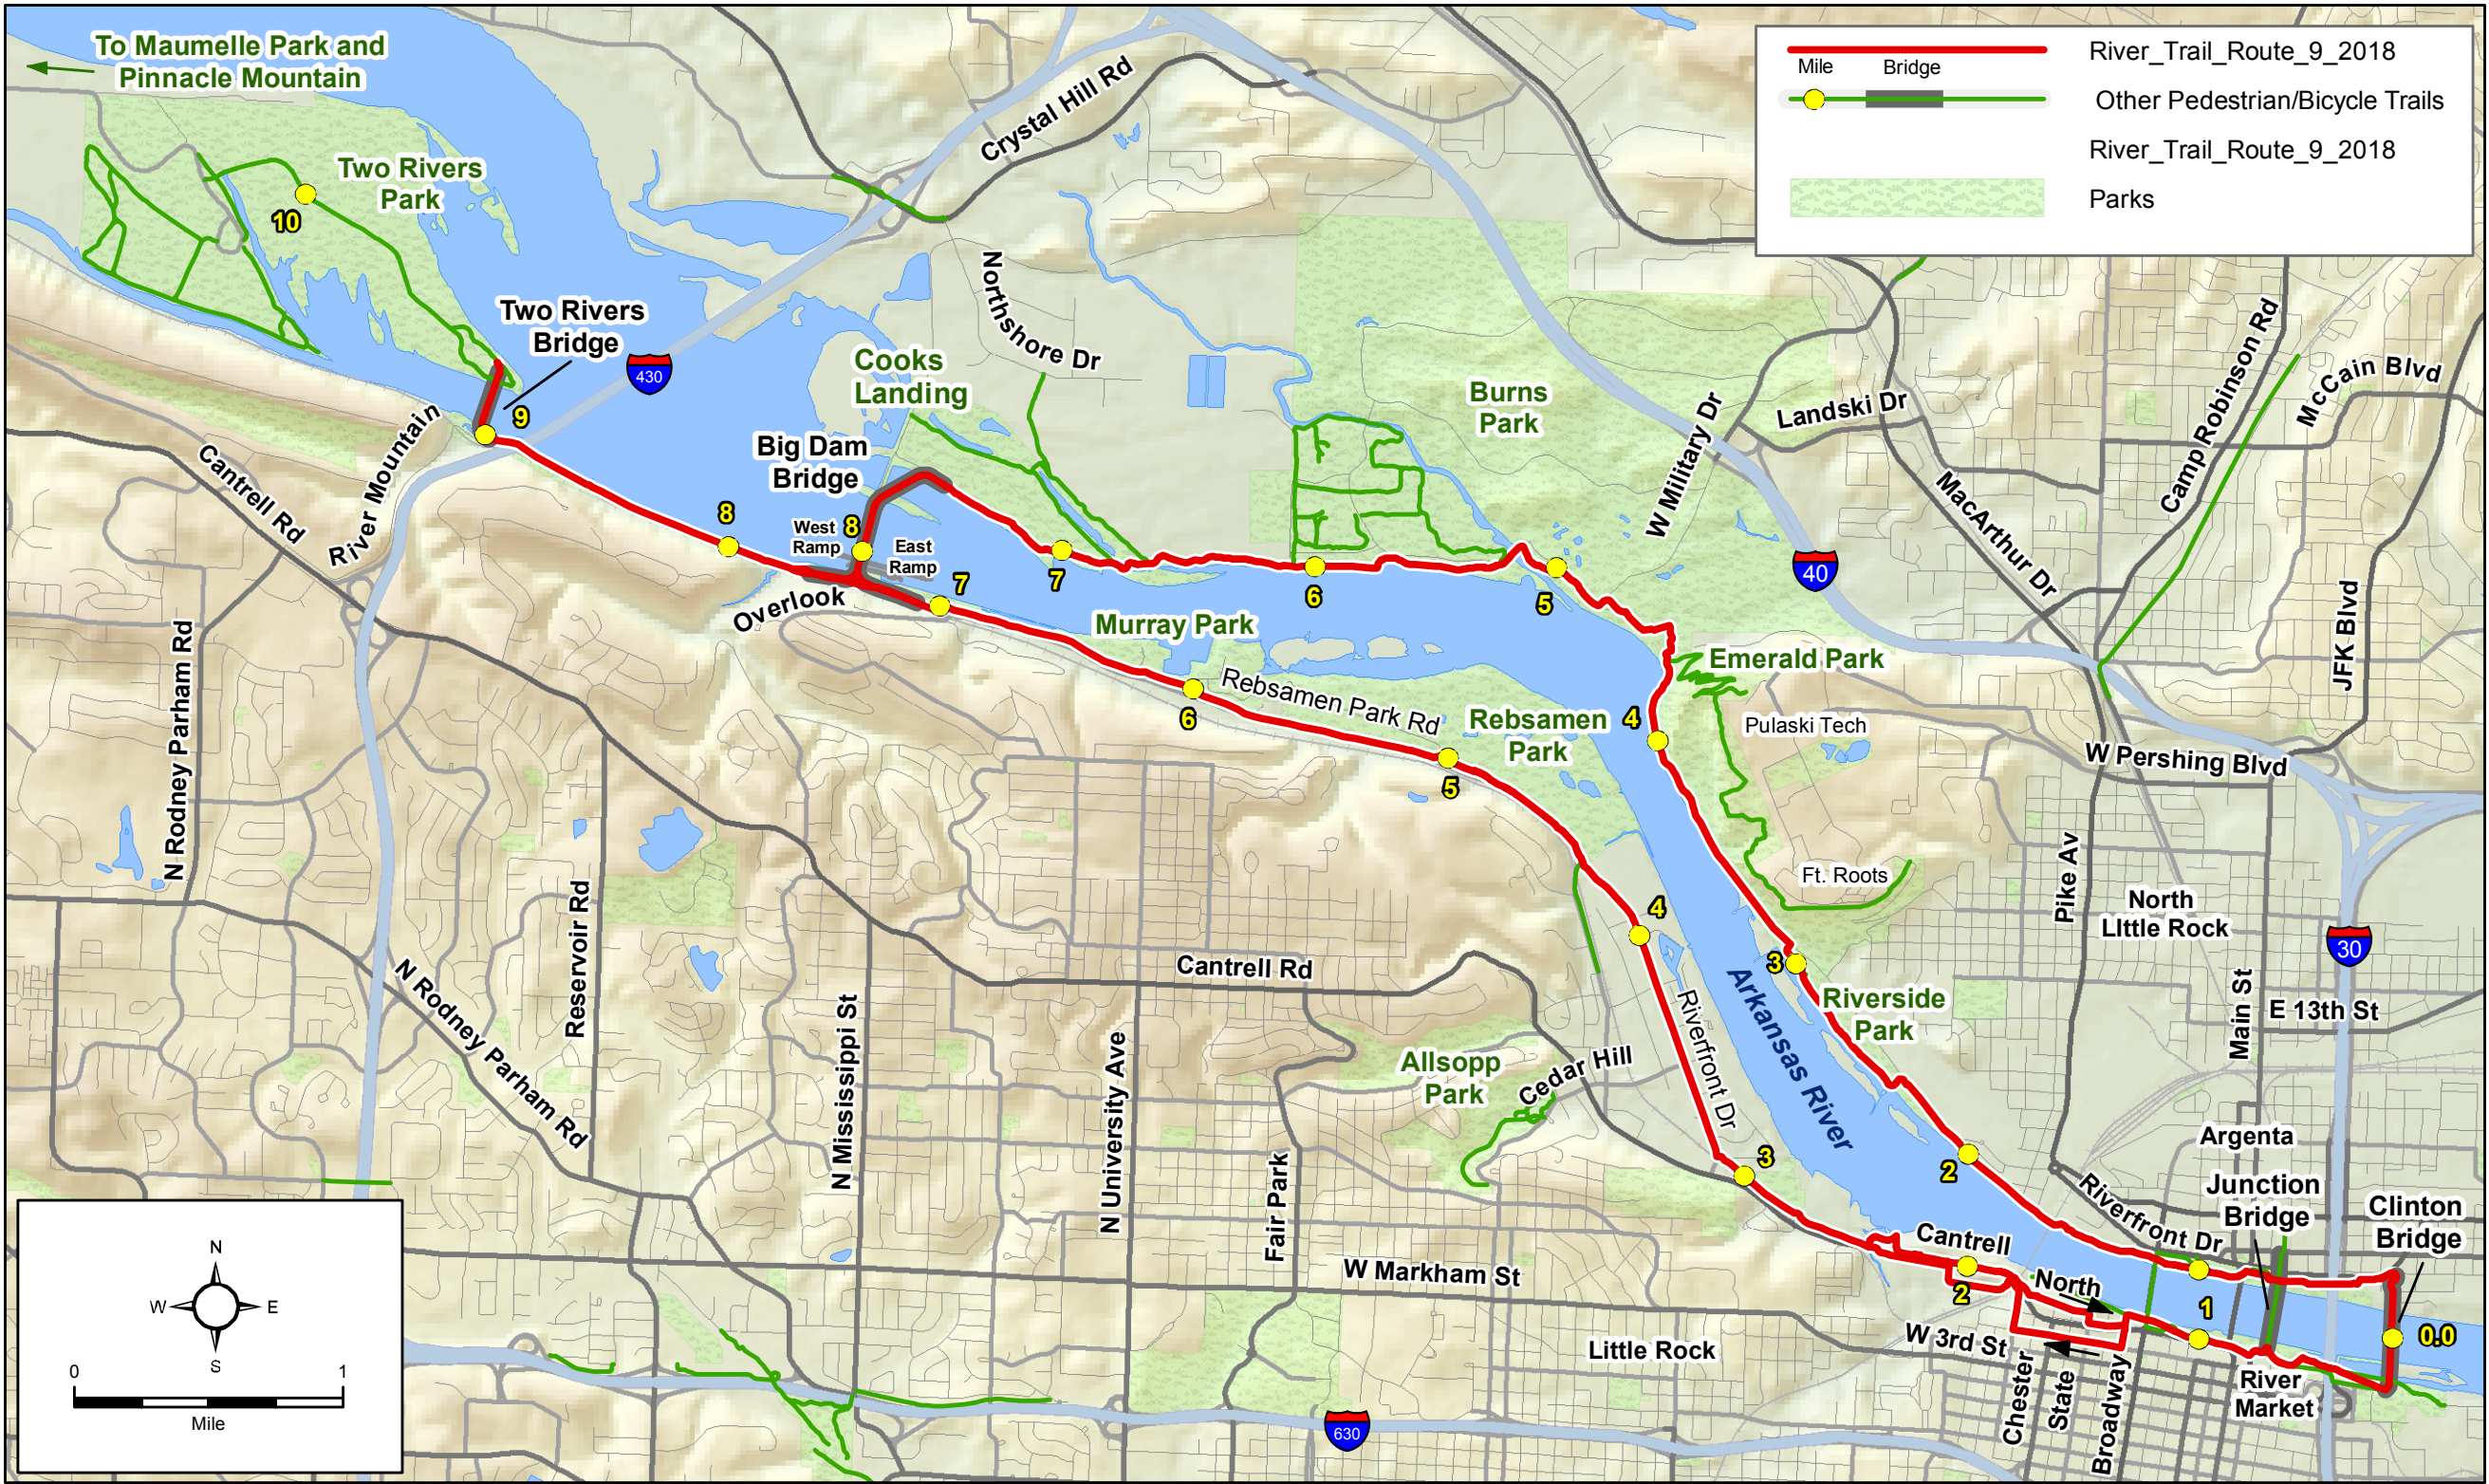 To Maumelle Park and
Pinnacle Mountain
Two Rivers
Park
10
Crystal Hill Rd
Mile
Bridge
River_Trail_Route_9_2018
Other Pedestrian/Bicycle Trails
River_Trail_Route_9_2018
Parks
Two Rivers
Bridge
430
9
Northshore Dr
Cooks
Landing
Burns
Park
W Military Dr
Landski Dr
Camp Robinson Rd
McCain Blvd
MacArthur Dr
40
JFK Blvd
Cantrell Rd
River Mountain
Big Dam
Bridge
8
West
Ramp
8
East
Ramp
7
7
6
5
Overlook
Murray Park
Emerald Park
Rebsamen Park Rd
6
Rebsamen
Park
4
Pulaski Tech
W Pershing Blvd
5
N Rodney Parham Rd
Reservoir Rd
Ft. Roots
Pike Av
North
LIttle Rock
4
3
30
Cantrell Rd
N Rodney Parham Rd
Arkansas River
Riverside
Park
Main St
E 13th St
Riverfront Dr
N Mississippi St
N University Ave
Allsopp
Park
Cedar Hill
3
2
Argenta
Junction
Bridge
Riverfront Dr
Clinton
Bridge
Fair Park
Cantrell
W Markham St
2
North
1
0.0
Little Rock
W 3rd St
Chester
State
Broadway
River
Market
630
N
W
E
S
0
1
Mile